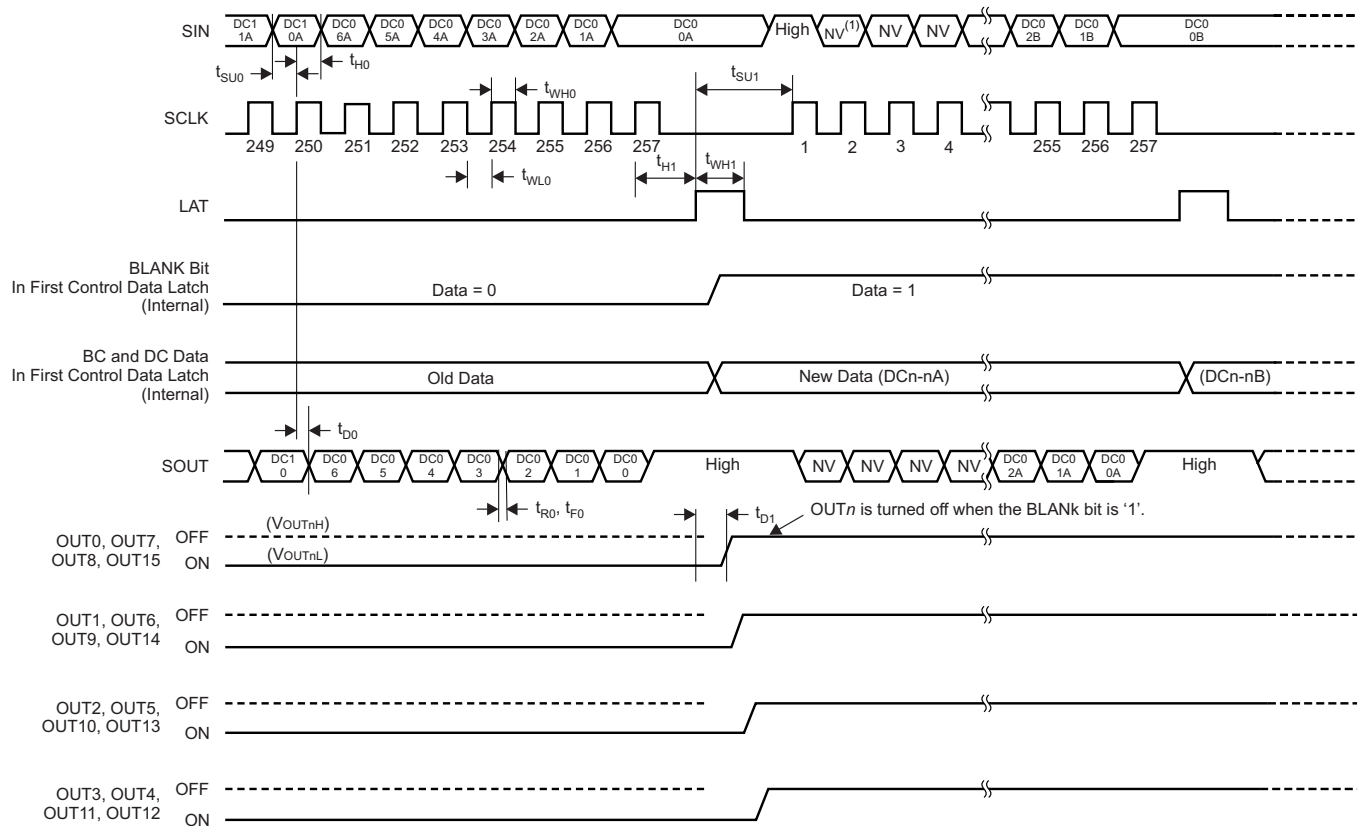 SIN
DC1 1A
DC1 0A
DC0 6A
DC0 5A
DC0 4A
DC0 3A
DC0 2A
DC0 1A
DC0 0A
High
NV(1)
NV
NV
DC0 2B
DC0 1B
DC0 0B
tSU0
tH0
tWH0
tSU1
SCLK
249
250
251
252
253
254
255
256
257
1
2
3
4
255
256
257
tWL0
tH1
tWH1
LAT
BLANK Bit
In First Control Data Latch
(Internal)
Data = 0
Data = 1
BC and DC Data
In First Control Data Latch
(Internal)
Old Data
New Data (DCn-nA)
(DCn-nB)
tD0
SOUT
DC1 0
DC0 6
DC0 5
DC0 4
DC0 3
DC0 2
DC0 1
DC0 0
High
NV
NV
NV
NV
DC0 2A
DC0 1A
DC0 0A
High
tR0, tF0
tD1
OUTn is turned off when the BLANk bit is ‘1’.
OUT0, OUT7,
OUT8, OUT15
OFF
(VOUTnH)
ON
(VOUTnL)
OUT1, OUT6,
OUT9, OUT14
OFF
ON
OUT2, OUT5,
OUT10, OUT13
OFF
ON
OUT3, OUT4,
OUT11, OUT12
OFF
ON